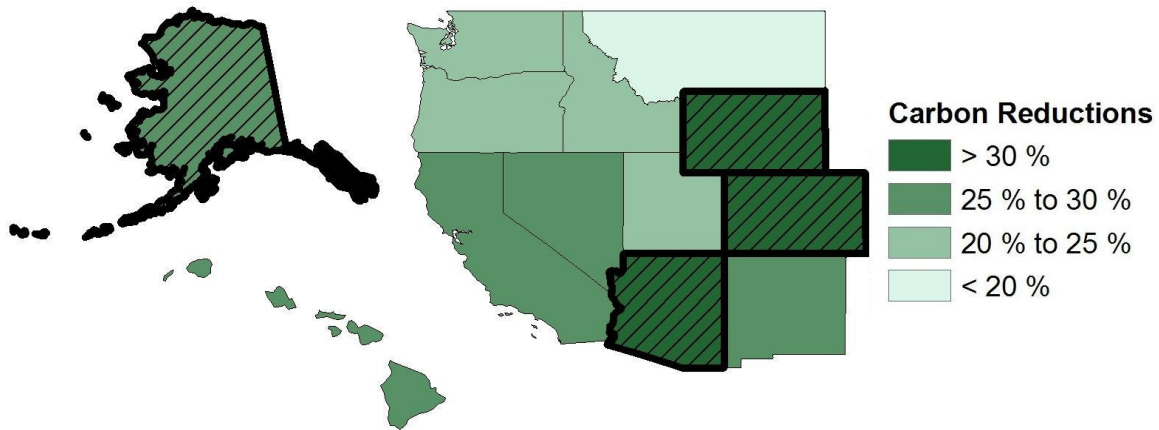 Carbon Reductions
> 30 %
25 % to 30 %
20 % to 25 %
< 20 %